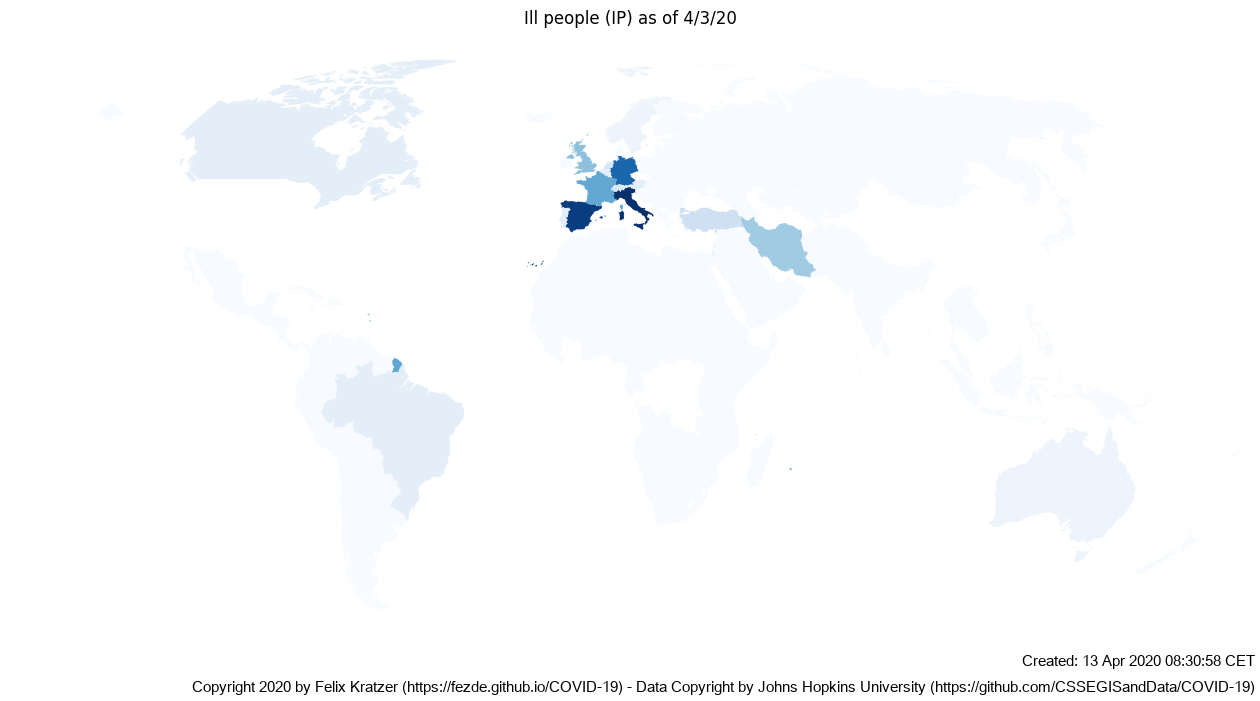 Ill people (IP) as of 4/3/20
Created: 13 Apr 2020 08:30:58 CET
Copyright 2020 by Felix Kratzer (https://fezde.github.io/COVID-19) - Data Copyright by Johns Hopkins University (https://github.com/CSSEGISandData/COVID-19)